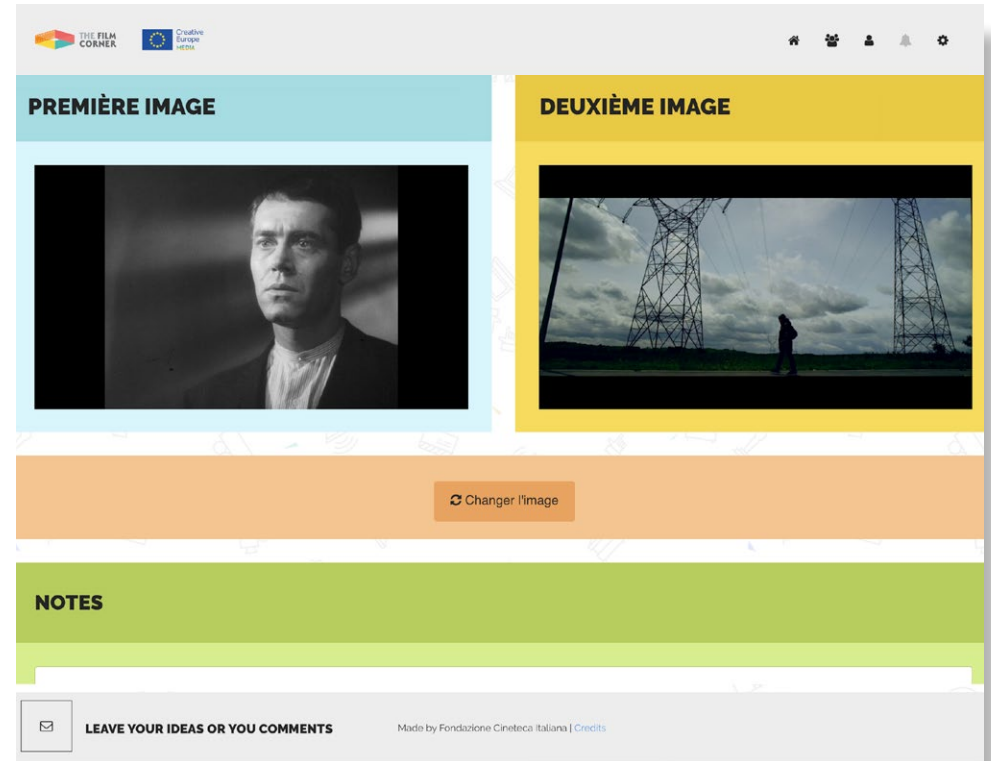 THE FILM
CORNER
Creative
Europe
MEDIA
PREMIÈRE IMAGE
DEUXIÈME IMAGE
Changer l'image
NOTES
LEAVE YOUR IDEAS OR YOU COMMENTS
Made by Fondazione Cineteca Italiana | Credits